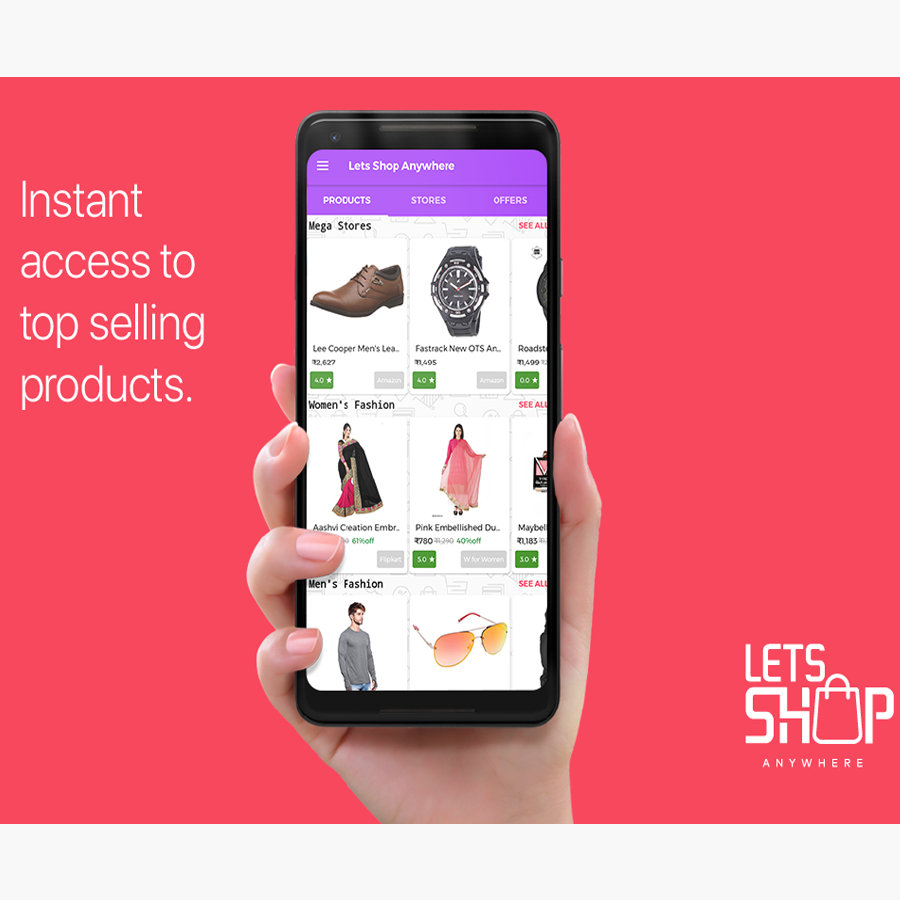 Instant
access to
top selling
products.
Lets Shop Anywhere
PRODUCTS STORES OFFERS
Mega Stores SEE ALL
Lee Cooper Men's Lea.. Fastrack New OTS An... Roadste
₹2,627 ₹1,495 ₹1,499
4.0 ★ Amazon 4.0 ★ Amazon 0.0 ★
Women's Fashion SEE ALL
Aashvi Creation Embr.. Pink Embellished Du... Maybell
61%off ₹780 ₹1,290 40%off ₹1,183
Flipkart 5.0 ★ W for Women 3.0 ★
Men's Fashion SEE ALL
LETS
SHOP
ANYWHERE